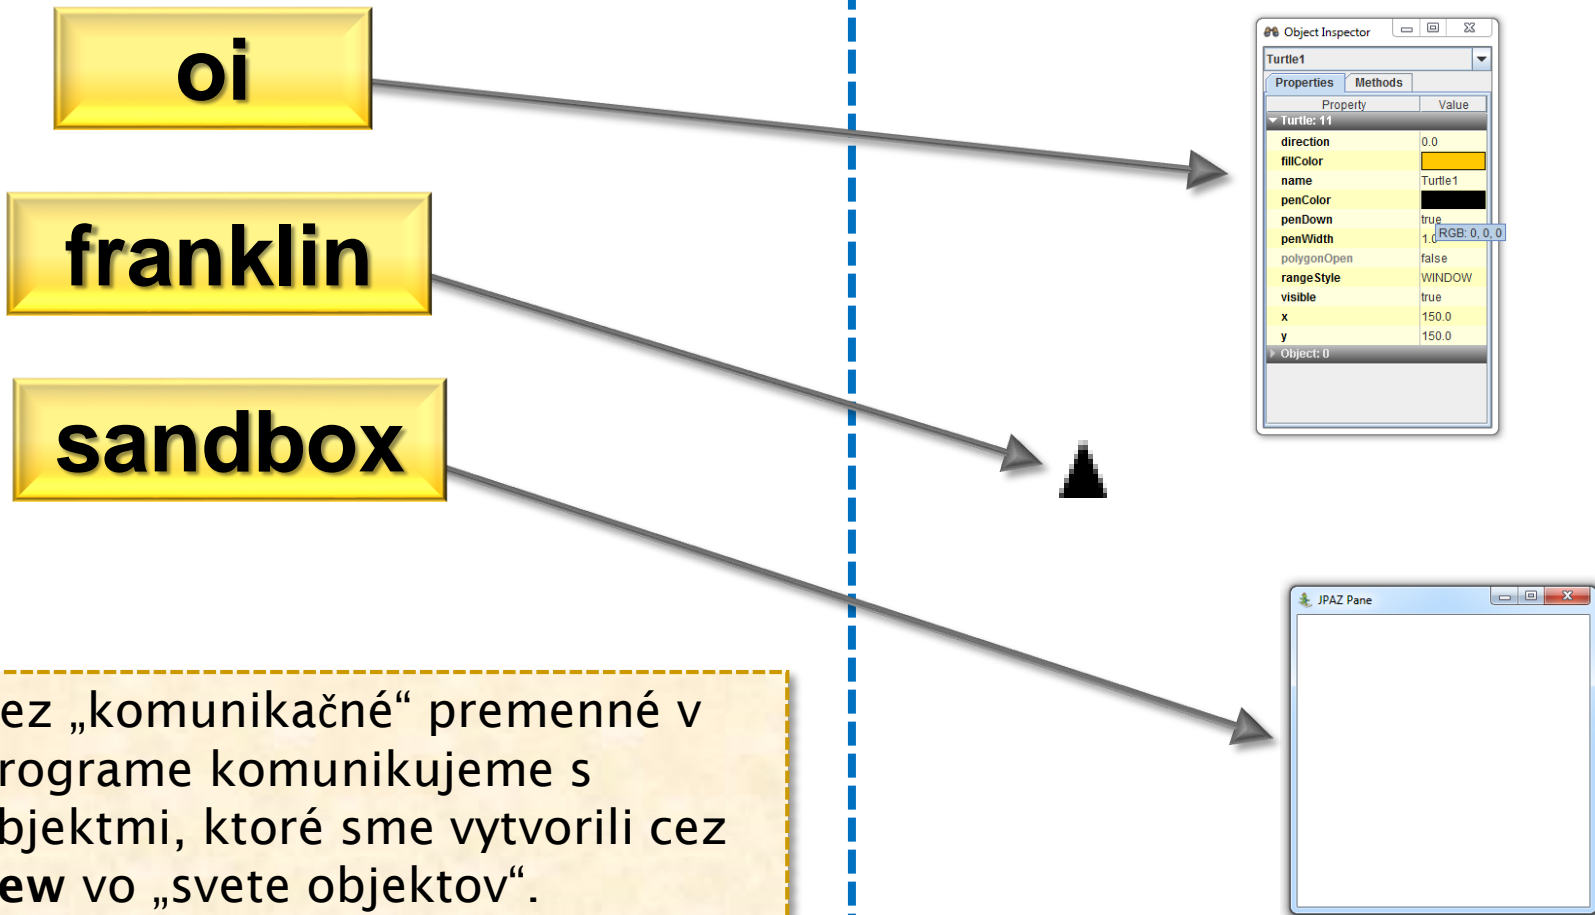 oi
franklin
sandbox
Object Inspector
Turtle1
Properties Methods
Property Value
Turtle: 11
direction 0.0
fillColor
name Turtle1
penColor
penDown true
RGB: 0, 0, 0
penWidth 1.0
polygonOpen false
rangeStyle WINDOW
visible true
x 150.0
y 150.0
Object: 0
JPAZ Pane
ez „komunikačné“ premenné v
rograme komunikujeme s
bjektmi, ktoré sme vytvorili cez
ew vo „svete objektov“.